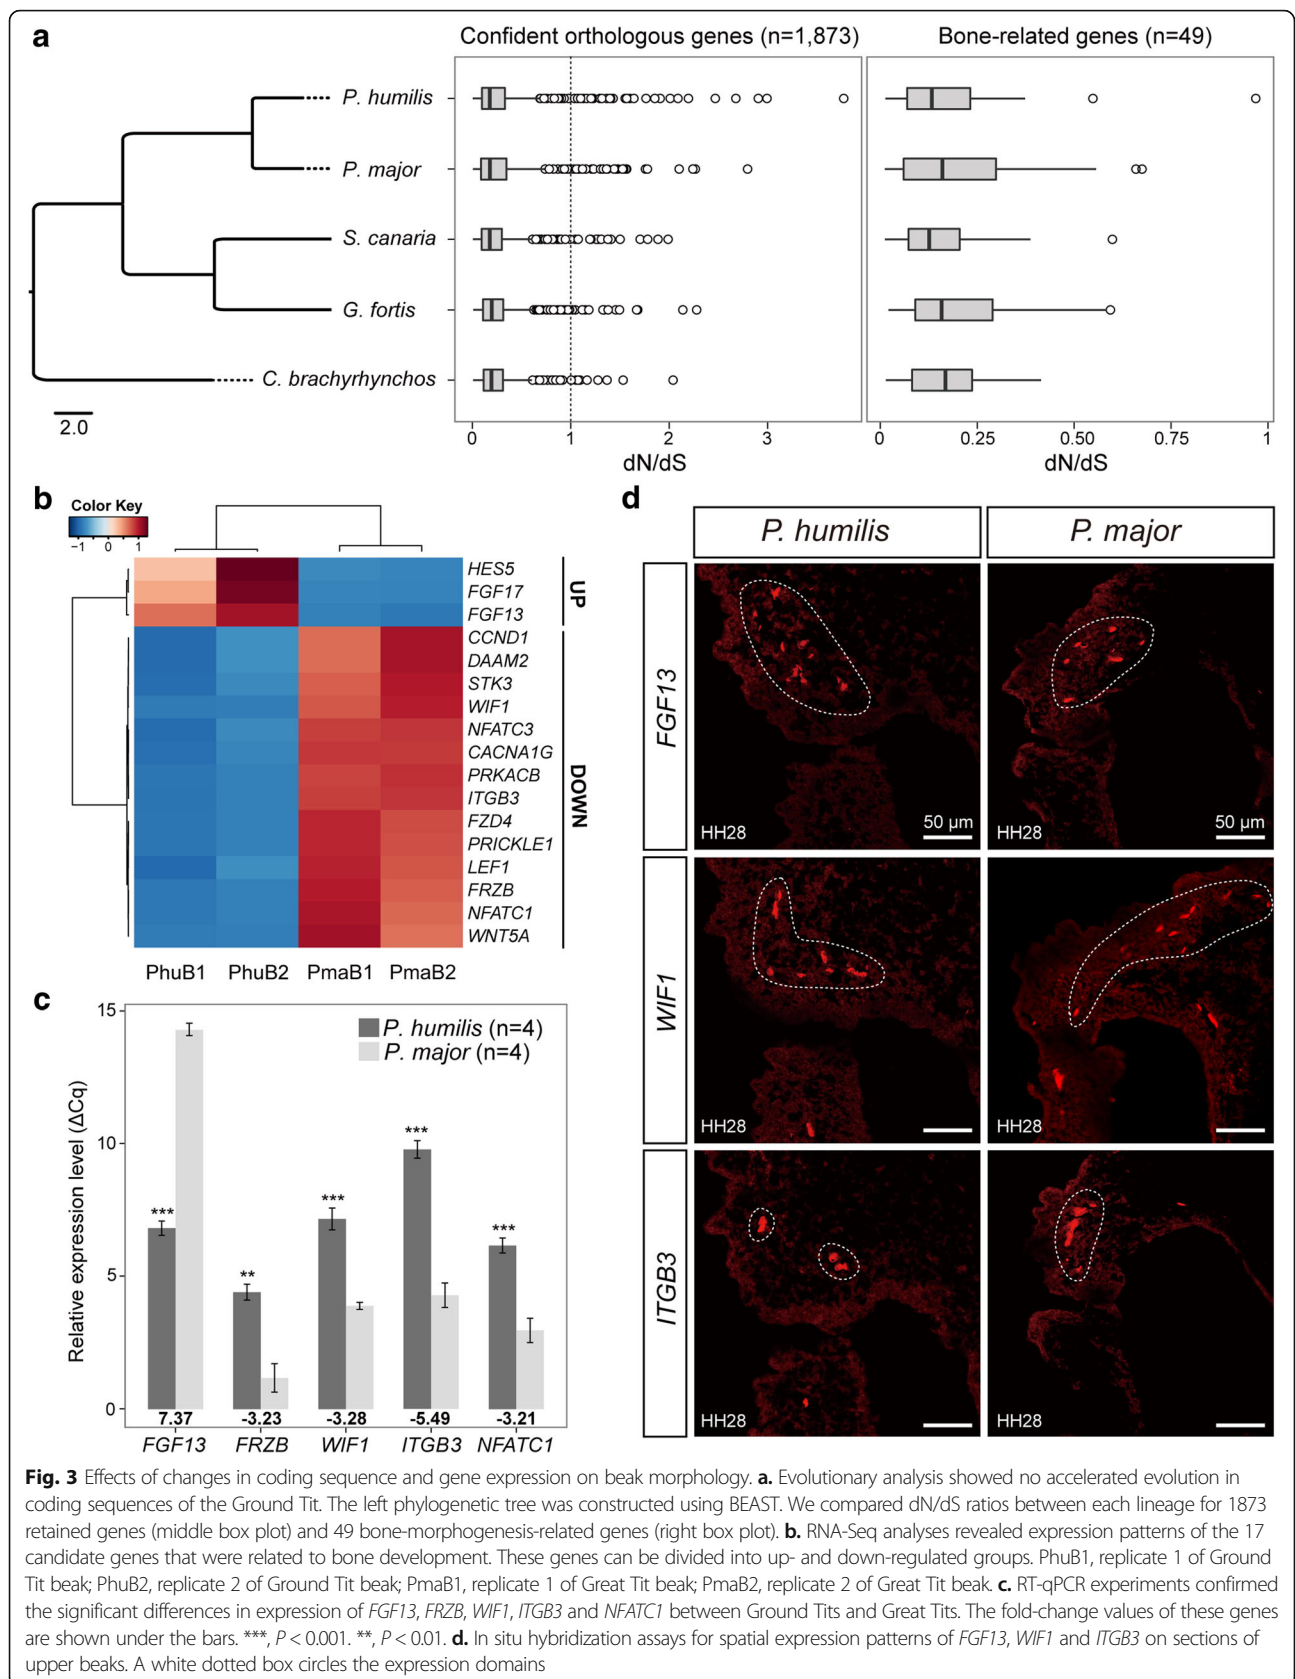 a
Confident orthologous genes (n=1,873)
Bone-related genes (n=49)
P. humilis
P. major
S. canaria
G. fortis
C. brachyrhynchos
2.0
0 1 2 3
dN/dS
0 0.25 0.50 0.75 1
dN/dS
b
Color Key
−1 0 1
HES5
FGF17
FGF13
UP
CCND1
DAAM2
STK3
WIF1
NFATC3
CACNA1G
PRKACB
ITGB3
FZD4
PRICKLE1
LEF1
FRZB
NFATC1
WNT5A
DOWN
PhuB1 PhuB2 PmaB1 PmaB2
c
Relative expression level (ΔCq)
15
10
5
0
P. humilis (n=4)
P. major (n=4)
*** ** *** *** ***
7.37 -3.23 -3.28 -5.49 -3.21
FGF13 FRZB WIF1 ITGB3 NFATC1
d
P. humilis P. major
FGF13
HH28 50 µm
HH28 50 µm
WIF1
HH28
HH28
ITGB3
HH28
HH28
Fig. 3 Effects of changes in coding sequence and gene expression on beak morphology. a. Evolutionary analysis showed no accelerated evolution in
coding sequences of the Ground Tit. The left phylogenetic tree was constructed using BEAST. We compared dN/dS ratios between each lineage for 1873
retained genes (middle box plot) and 49 bone-morphogenesis-related genes (right box plot). b. RNA-Seq analyses revealed expression patterns of the 17
candidate genes that were related to bone development. These genes can be divided into up- and down-regulated groups. PhuB1, replicate 1 of Ground
Tit beak; PhuB2, replicate 2 of Ground Tit beak; PmaB1, replicate 1 of Great Tit beak; PmaB2, replicate 2 of Great Tit beak. c. RT-qPCR experiments confirmed
the significant differences in expression of FGF13, FRZB, WIF1, ITGB3 and NFATC1 between Ground Tits and Great Tits. The fold-change values of these genes
are shown under the bars. ***, P < 0.001. **, P < 0.01. d. In situ hybridization assays for spatial expression patterns of FGF13, WIF1 and ITGB3 on sections of
upper beaks. A white dotted box circles the expression domains